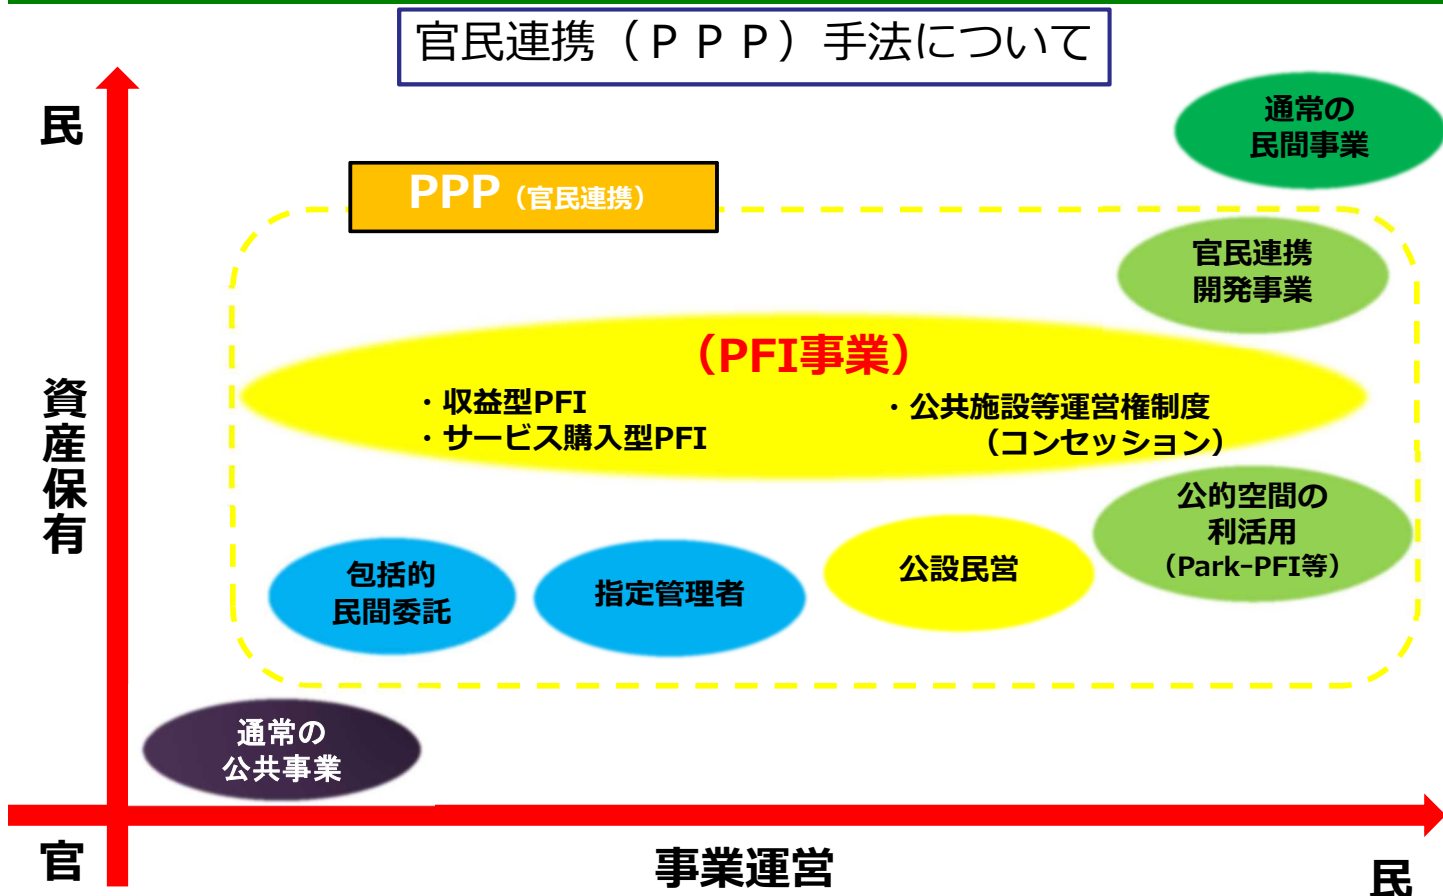 官民連携（ＰＰＰ）手法について
民
通常の
民間事業
PPP（官民連携）
官民連携
開発事業
（PFI事業）
・収益型PFI
・サービス購入型PFI
・公共施設等運営権制度
（コンセッション）
資産保有
公的空間の
利活用
（Park-PFI等）
包括的
民間委託
指定管理者
公設民営
通常の
公共事業
官
事業運営
民